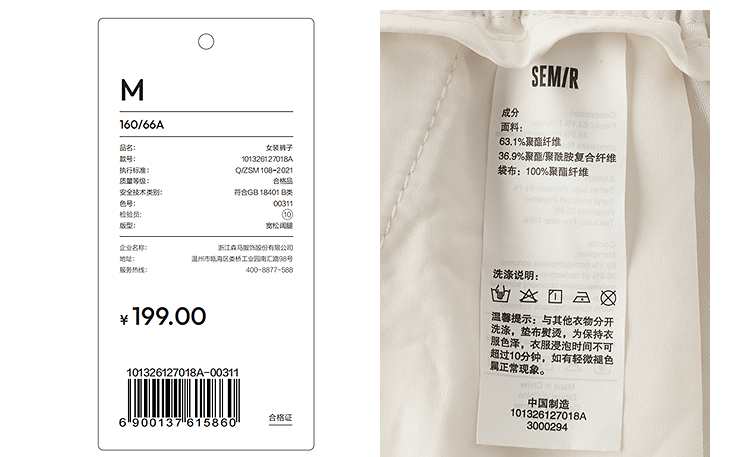 M
160/66A
品名： 女装裤子
款号： 101326127018A
执行标准： Q/ZSM 108-2021
质量等级： 合格品
安全技术类别： 符合GB 18401 B类
色号： 00311
检验员： 10
版型： 宽松阔腿
企业名称： 浙江森马服饰股份有限公司
地址： 温州市瓯海区娄桥工业园南汇路98号
服务热线： 400-8877-588
¥ 199.00
101326127018A-00311
6 900137 615860
合格证
SEMIR
成分
面料：
63.1%聚酯纤维
36.9%聚酯/聚酰胺复合纤维
袋布：100%聚酯纤维
洗涤说明：
温馨提示：与其他衣物分开
洗涤，垫布熨烫，为保持衣
服色泽，衣服浸泡时间不可
超过10分钟，如有轻微褪色
属正常现象。
中国制造
101326127018A
3000294